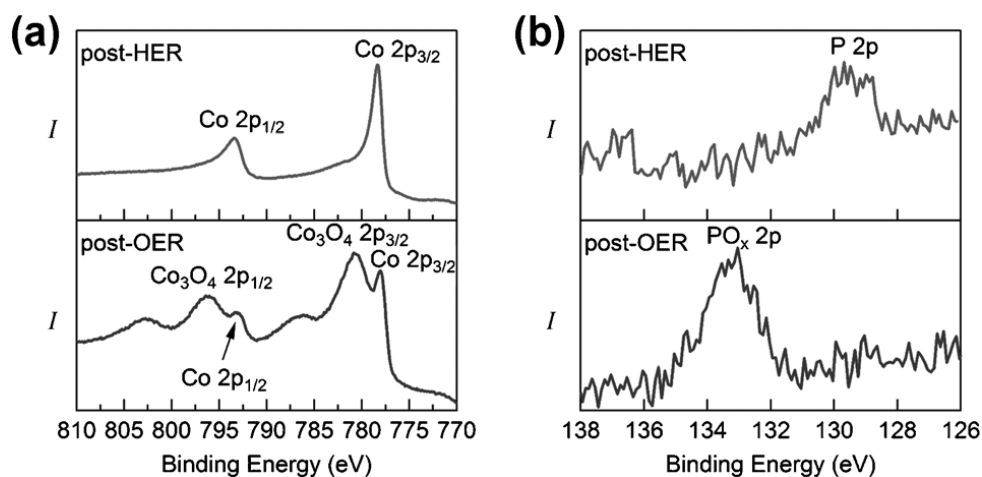 (a)
post-HER
Co 2p3/2
Co 2p1/2
I
post-OER
Co3O4 2p3/2
Co 2p3/2
Co3O4 2p1/2
I
Co 2p1/2
810 805 800 795 790 785 780 775 770
Binding Energy (eV)
(b)
post-HER
P 2p
I
post-OER
POx 2p
I
138 136 134 132 130 128 126
Binding Energy (eV)